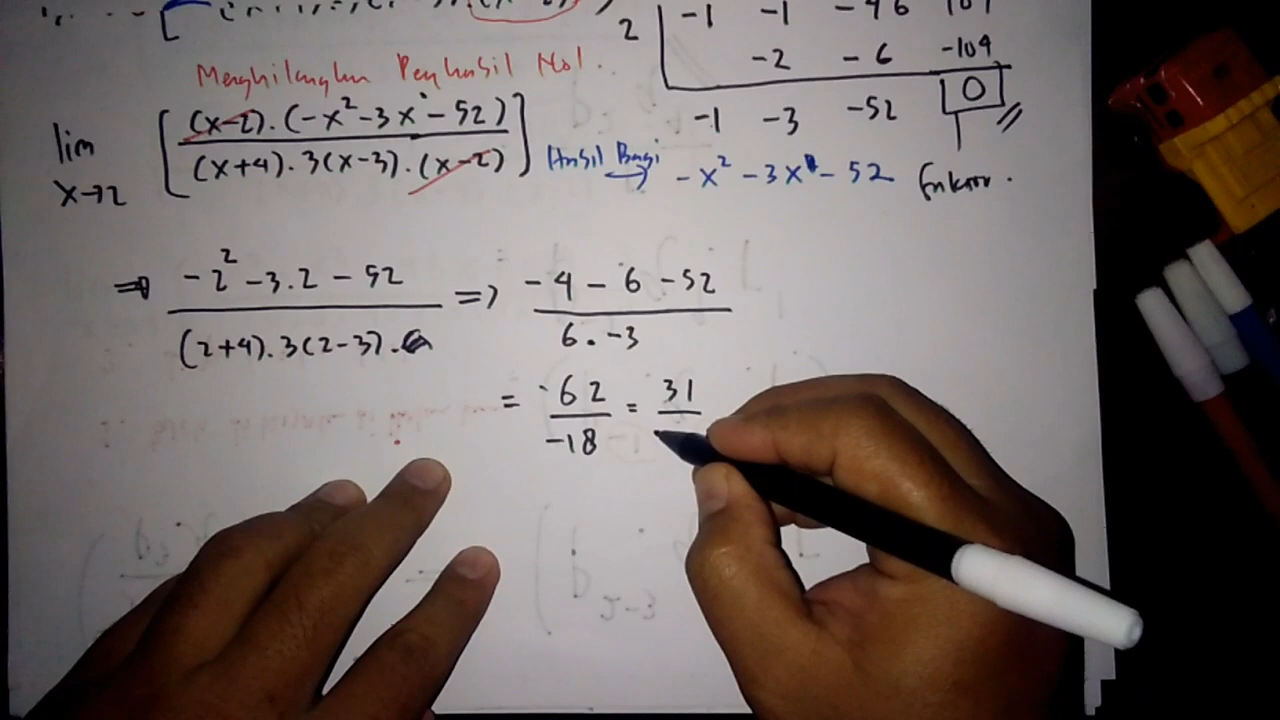 2 | -1 -1 -46 107
-2 -6 -104
-1 -3 -52 0
Menghilangkan Penghasil Nol.
lim x→2 [ (x-2).(-x²-3x-52) / (x+4).3(x-3).(x-2) ] Hasil Bagi → -x² -3x - 52 Faktor.
⇒ -2² -3.2 - 52 / (2+4).3(2-3). ⇒ -4 - 6 -52 / 6. -3
= -62 / -18 = 31